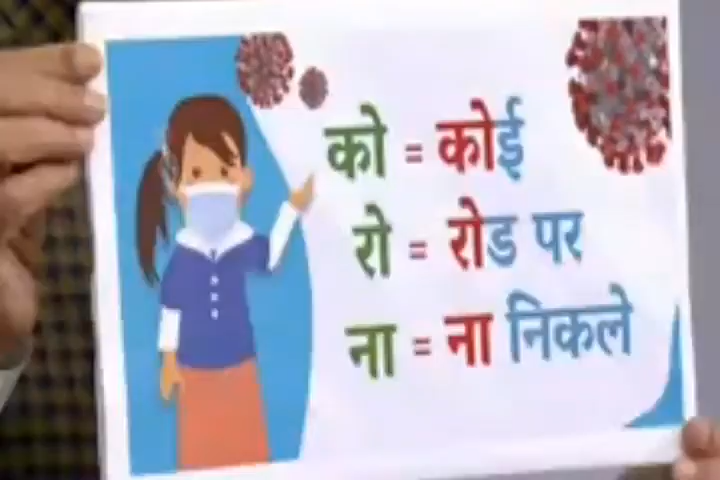 को = कोई
रो = रोड पर
ना = ना निकले